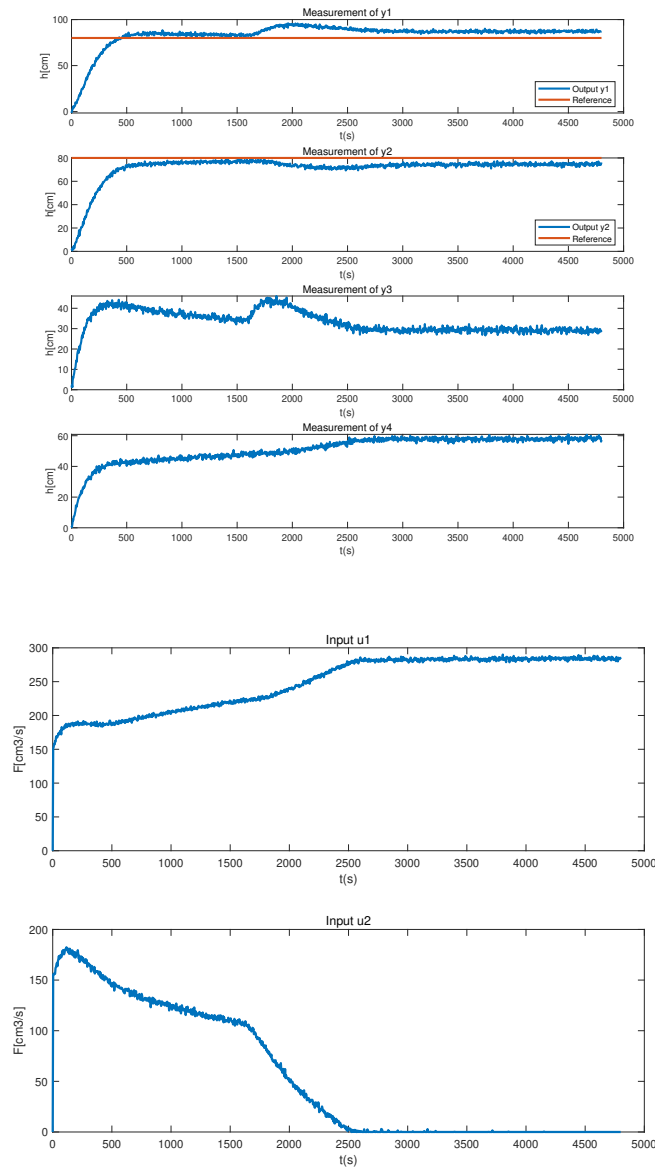 Measurement of y1
100
50
0
h[cm]
0 500 1000 1500 2000 2500 3000 3500 4000 4500 5000
t(s)
Output y1
Reference
Measurement of y2
80
60
40
20
0
h[cm]
0 500 1000 1500 2000 2500 3000 3500 4000 4500 5000
t(s)
Output y2
Reference
Measurement of y3
40
30
20
10
0
h[cm]
0 500 1000 1500 2000 2500 3000 3500 4000 4500 5000
t(s)
Measurement of y4
60
40
20
0
h[cm]
0 500 1000 1500 2000 2500 3000 3500 4000 4500 5000
t(s)
Input u1
300
250
200
150
100
50
0
F[cm3/s]
0 500 1000 1500 2000 2500 3000 3500 4000 4500 5000
t(s)
Input u2
200
150
100
50
0
F[cm3/s]
0 500 1000 1500 2000 2500 3000 3500 4000 4500 5000
t(s)